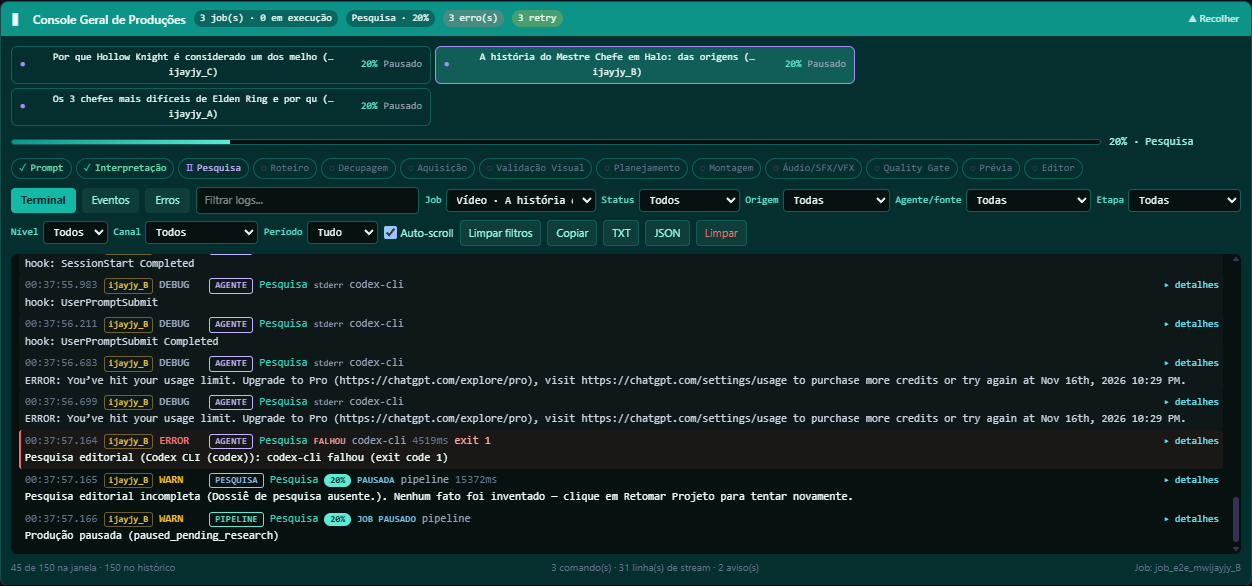 Console Geral de Produções 3 job(s) · 0 em execução Pesquisa · 20% 3 erro(s) 3 retry ▲ Recolher
Por que Hollow Knight é considerado um dos melho (… ijayjy_C) 20% Pausado
A história do Mestre Chefe em Halo: das origens (… ijayjy_B) 20% Pausado
Os 3 chefes mais difíceis de Elden Ring e por qu (… ijayjy_A) 20% Pausado
20% · Pesquisa
✓ Prompt ✓ Interpretação II Pesquisa ○ Roteiro ○ Decupagem ○ Aquisição ○ Validação Visual ○ Planejamento ○ Montagem ○ Áudio/SFX/VFX ○ Quality Gate ○ Prévia ○ Editor
Terminal Eventos Erros Filtrar logs... Job Vídeo · A história Status Todos Origem Todas Agente/fonte Todas Etapa Todas
Nível Todos Canal Todos Período Tudo Auto-scroll Limpar filtros Copiar TXT JSON Limpar
hook: SessionStart Completed
00:37:55.983 ijayjy_B DEBUG AGENTE Pesquisa stderr codex-cli ▸ detalhes
hook: UserPromptSubmit
00:37:56.211 ijayjy_B DEBUG AGENTE Pesquisa stderr codex-cli ▸ detalhes
hook: UserPromptSubmit Completed
00:37:56.683 ijayjy_B DEBUG AGENTE Pesquisa stderr codex-cli ▸ detalhes
ERROR: You've hit your usage limit. Upgrade to Pro (https://chatgpt.com/explore/pro), visit https://chatgpt.com/settings/usage to purchase more credits or try again at Nov 16th, 2026 10:29 PM.
00:37:56.699 ijayjy_B DEBUG AGENTE Pesquisa stderr codex-cli ▸ detalhes
ERROR: You've hit your usage limit. Upgrade to Pro (https://chatgpt.com/explore/pro), visit https://chatgpt.com/settings/usage to purchase more credits or try again at Nov 16th, 2026 10:29 PM.
00:37:57.164 ijayjy_B ERROR AGENTE Pesquisa FALHOU codex-cli 4519ms exit 1 ▸ detalhes
Pesquisa editorial (Codex CLI (codex)): codex-cli falhou (exit code 1)
00:37:57.165 ijayjy_B WARN PESQUISA Pesquisa 20% PAUSADA pipeline 15372ms ▸ detalhes
Pesquisa editorial incompleta (Dossiê de pesquisa ausente.). Nenhum fato foi inventado — clique em Retomar Projeto para tentar novamente.
00:37:57.166 ijayjy_B WARN PIPELINE Pesquisa 20% JOB PAUSADO pipeline ▸ detalhes
Produção pausada (paused_pending_research)
45 de 150 na janela · 150 no histórico 3 comando(s) · 31 linha(s) de stream · 2 aviso(s) Job: job_e2e_mwijayjy_B